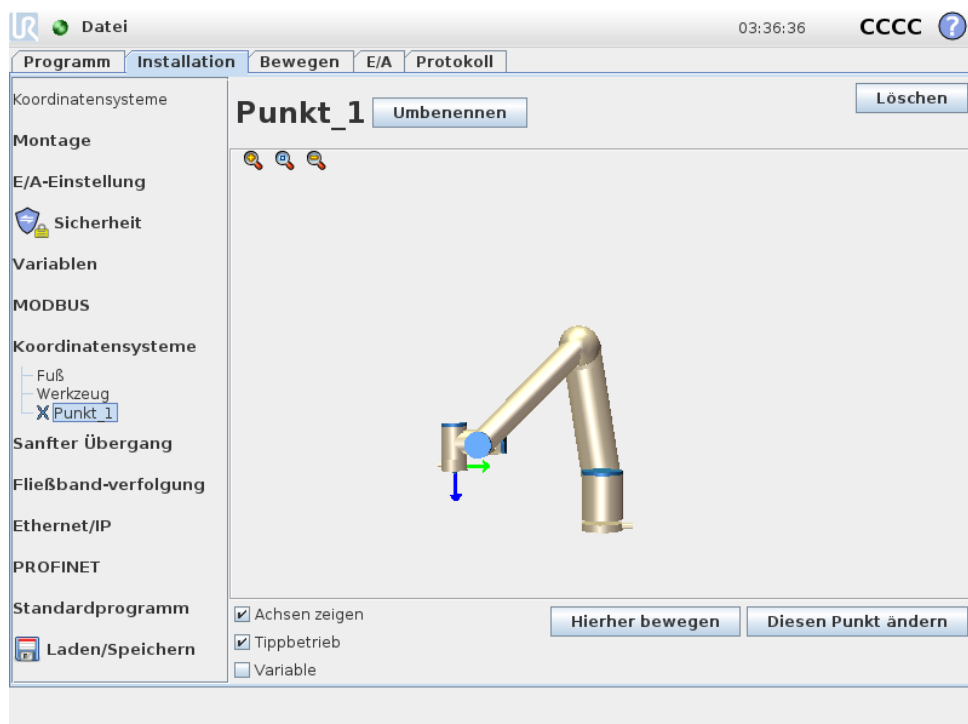 UR Datei 03:36:36 CCCC ?
Programm Installation Bewegen E/A Protokoll
Koordinatensysteme
Montage
E/A-Einstellung
Sicherheit
Variablen
MODBUS
Koordinatensysteme
Fuß
Werkzeug
Punkt_1
Sanfter Übergang
Fließband-verfolgung
Ethernet/IP
PROFINET
Standardprogramm
Laden/Speichern
Punkt_1 Umbenennen Löschen
Achsen zeigen
Tippbetrieb
Variable
Hierher bewegen Diesen Punkt ändern